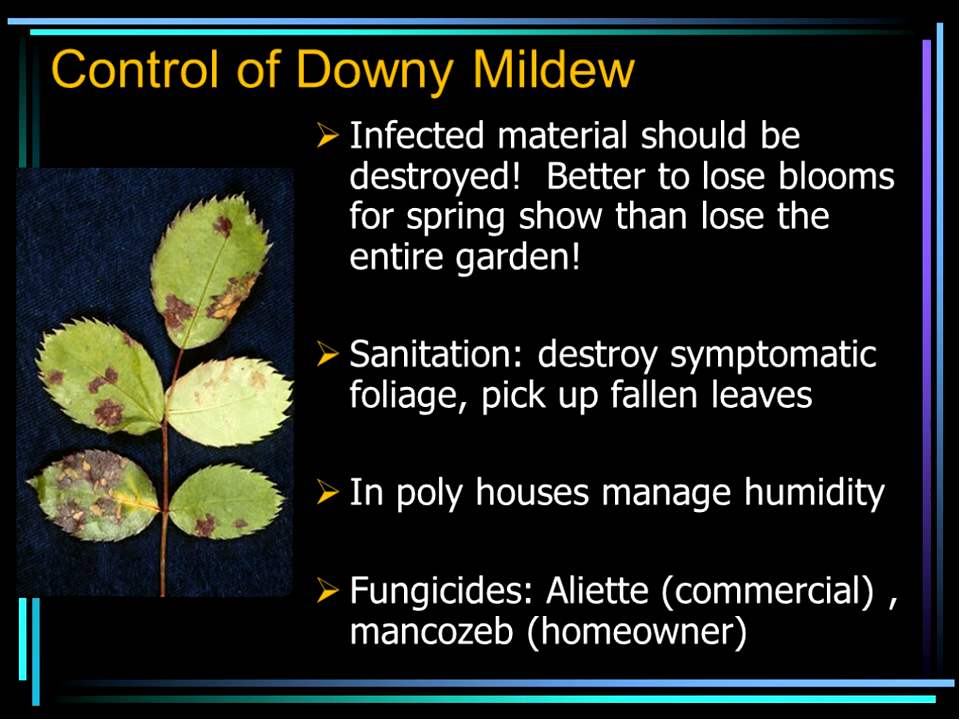 Control of Downy Mildew
➢ Infected material should be
destroyed!  Better to lose blooms
for spring show than lose the
entire garden!
➢ Sanitation: destroy symptomatic
foliage, pick up fallen leaves
➢ In poly houses manage humidity
➢ Fungicides: Aliette (commercial) ,
mancozeb (homeowner)